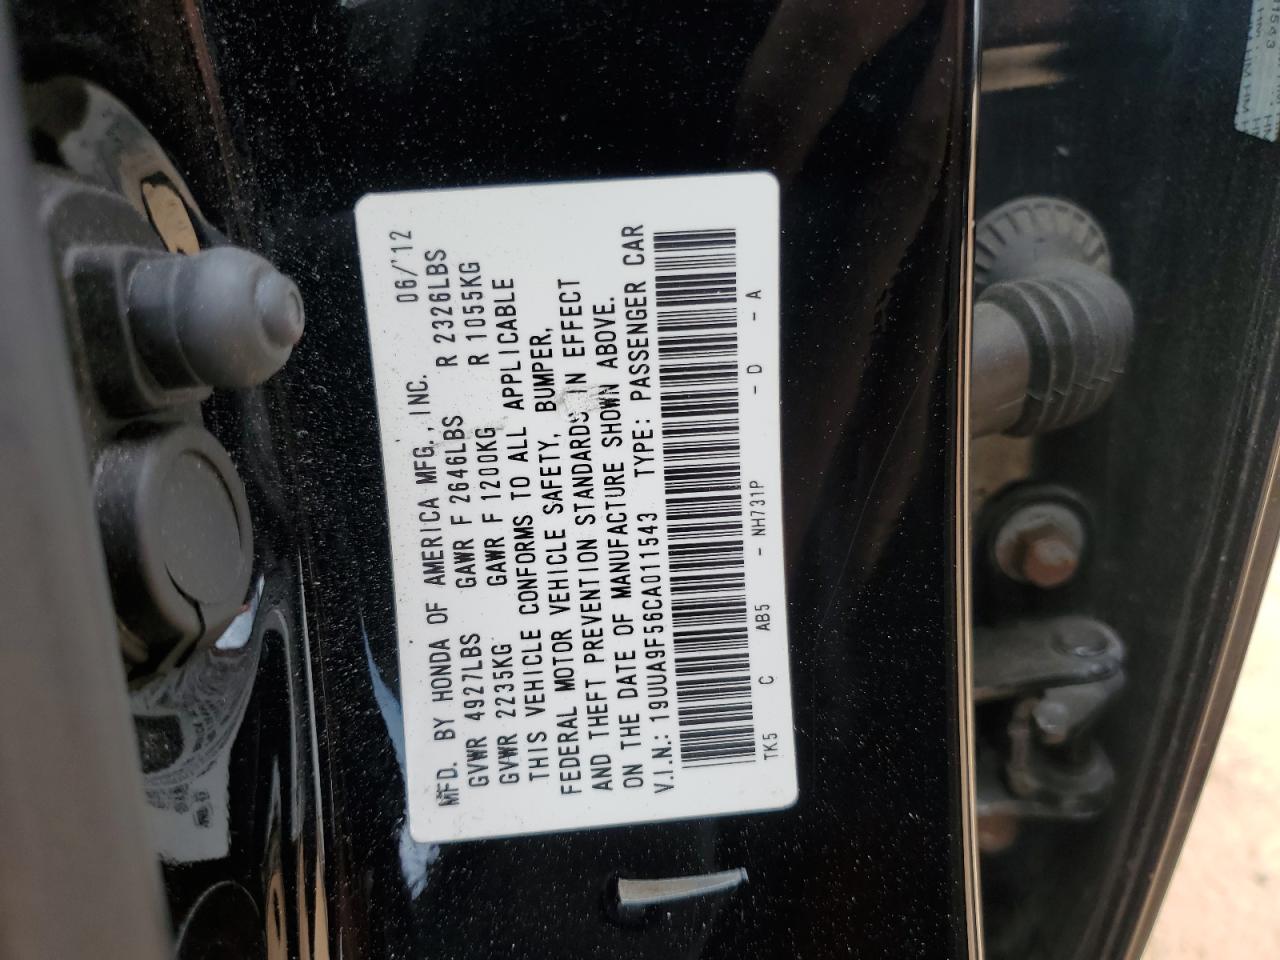 MFD. BY HONDA OF AMERICA MFG., INC. 06/'12
GVWR 4927LBS GAWR F 2646LBS R 2326LBS
GVWR 2235KG GAWR F 1200KG R 1055KG
THIS VEHICLE CONFORMS TO ALL APPLICABLE
FEDERAL MOTOR VEHICLE SAFETY, BUMPER,
AND THEFT PREVENTION STANDARDS IN EFFECT
ON THE DATE OF MANUFACTURE SHOWN ABOVE.
V.I.N.: 19UUA9F56CA011543 TYPE: PASSENGER CAR
TK5 C AB5 - NH731P - D - A